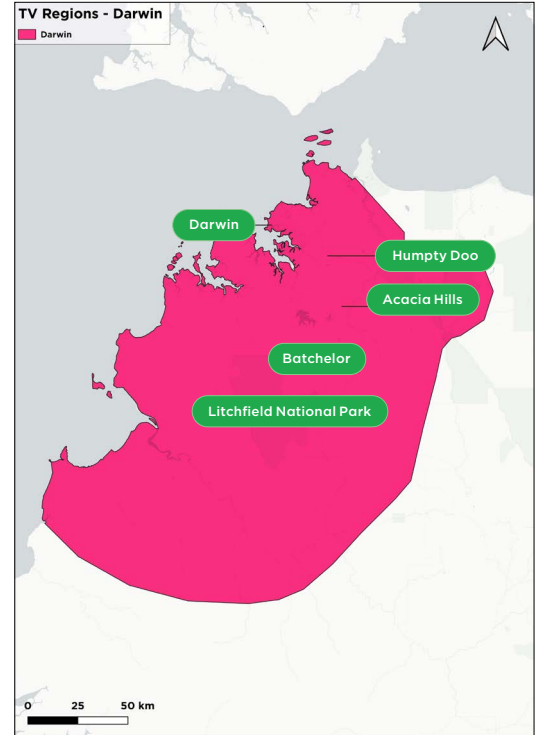 TV Regions - Darwin
Darwin
Darwin
Humpty Doo
Acacia Hills
Batchelor
Litchfield National Park
0 25 50 km